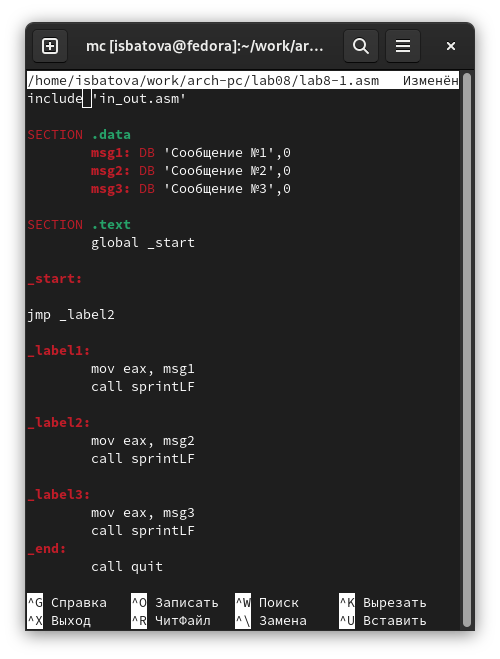 mc [isbatova@fedora]:~/work/ar...
/home/isbatova/work/arch-pc/lab08/lab8-1.asm   Изменён
include 'in_out.asm'
SECTION .data
msg1: DB 'Сообщение №1',0
msg2: DB 'Сообщение №2',0
msg3: DB 'Сообщение №3',0
SECTION .text
global _start
_start:
jmp _label2
_label1:
mov eax, msg1
call sprintLF
_label2:
mov eax, msg2
call sprintLF
_label3:
mov eax, msg3
call sprintLF
_end:
call quit
^G Справка   ^O Записать   ^W Поиск   ^K Вырезать
^X Выход   ^R ЧитФайл   ^\ Замена   ^U Вставить